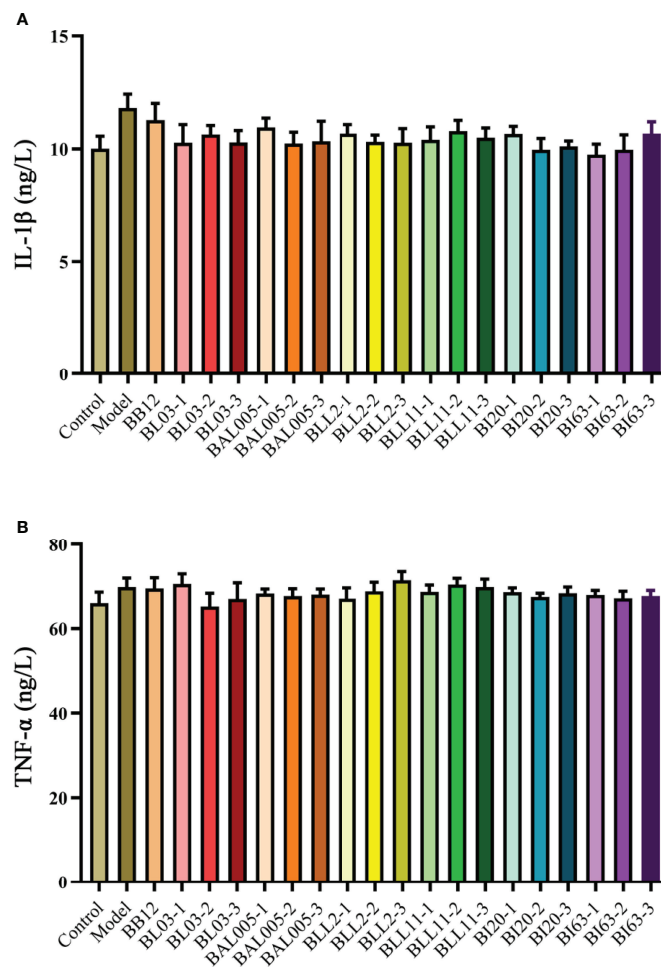 A
IL-1β (ng/L)
15
10
5
0
Control
Model
BB12
BL03-1
BL03-2
BL03-3
BAL005-1
BAL005-2
BAL005-3
BLL2-1
BLL2-2
BLL2-3
BLL11-1
BLL11-2
BLL11-3
BI20-1
BI20-2
BI20-3
BI63-1
BI63-2
BI63-3
B
TNF-α (ng/L)
80
60
40
20
0
Control
Model
BB12
BL03-1
BL03-2
BL03-3
BAL005-1
BAL005-2
BAL005-3
BLL2-1
BLL2-2
BLL2-3
BLL11-1
BLL11-2
BLL11-3
BI20-1
BI20-2
BI20-3
BI63-1
BI63-2
BI63-3